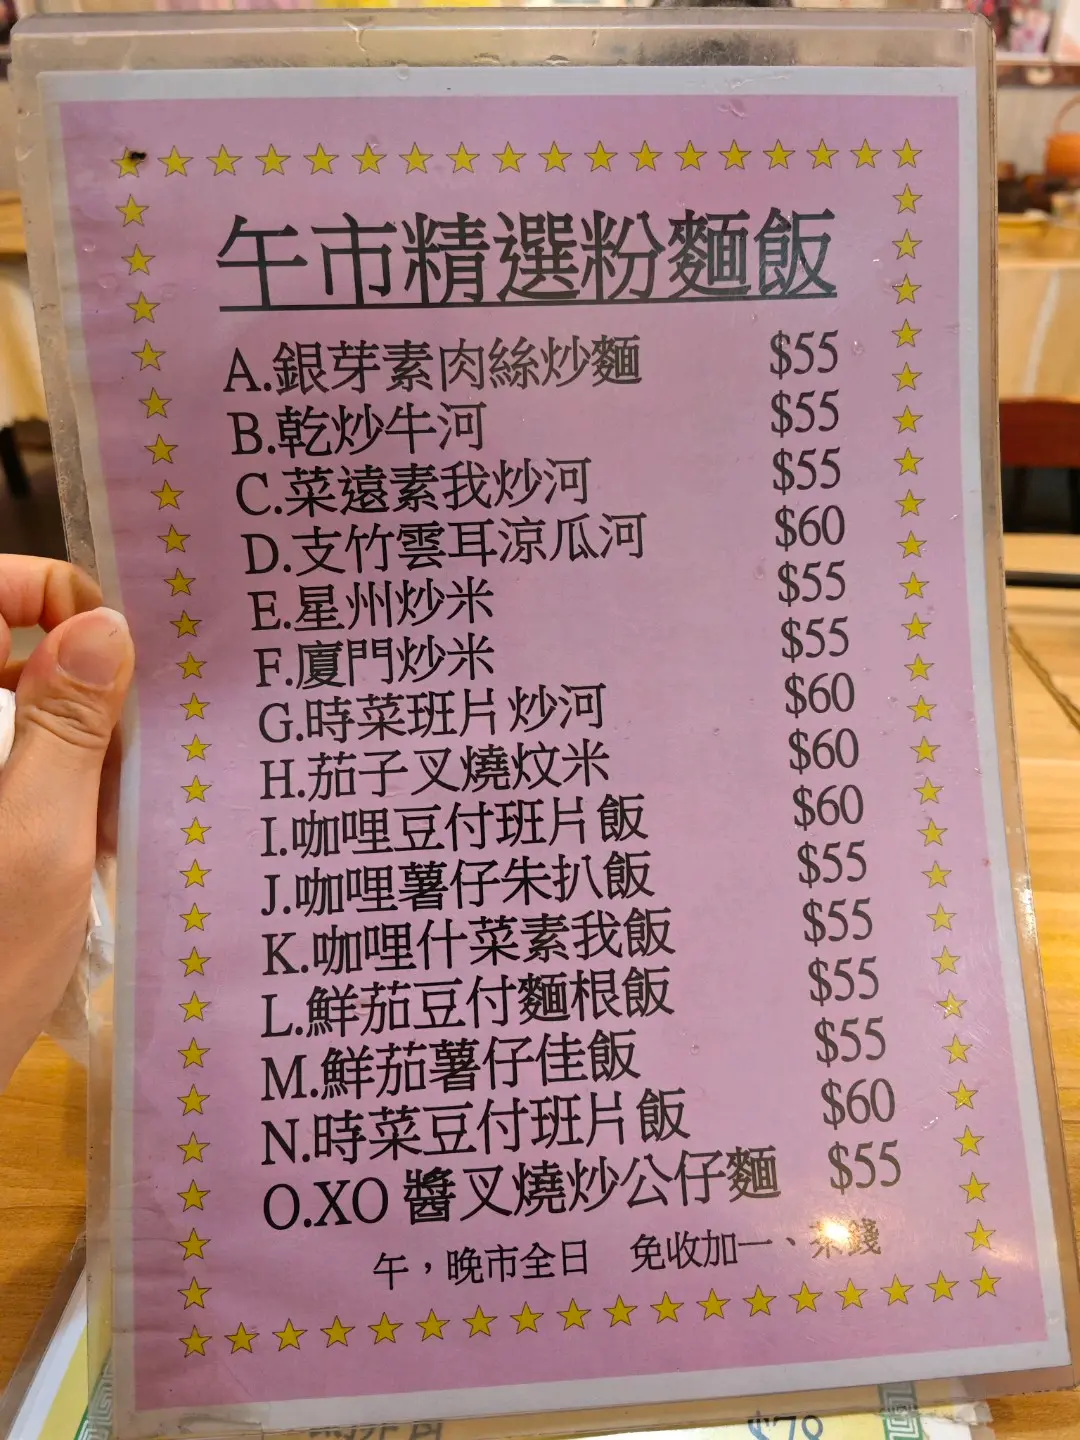 午市精選粉麵飯
A.銀芽素肉絲炒麵 $55
B.乾炒牛河 $55
C.菜遠素我炒河 $55
D.支竹雲耳涼瓜河 $60
E.星州炒米 $55
F.廈門炒米 $55
G.時菜班片炒河 $60
H.茄子叉燒炆米 $60
I.咖哩豆付班片飯 $60
J.咖哩薯仔朱扒飯 $55
K.咖哩什菜素我飯 $55
L.鮮茄豆付麵根飯 $55
M.鮮茄薯仔佳飯 $55
N.時菜豆付班片飯 $60
O.XO 醬叉燒炒公仔麵 $55
午，晚市全日 免收加一、茶錢
$78